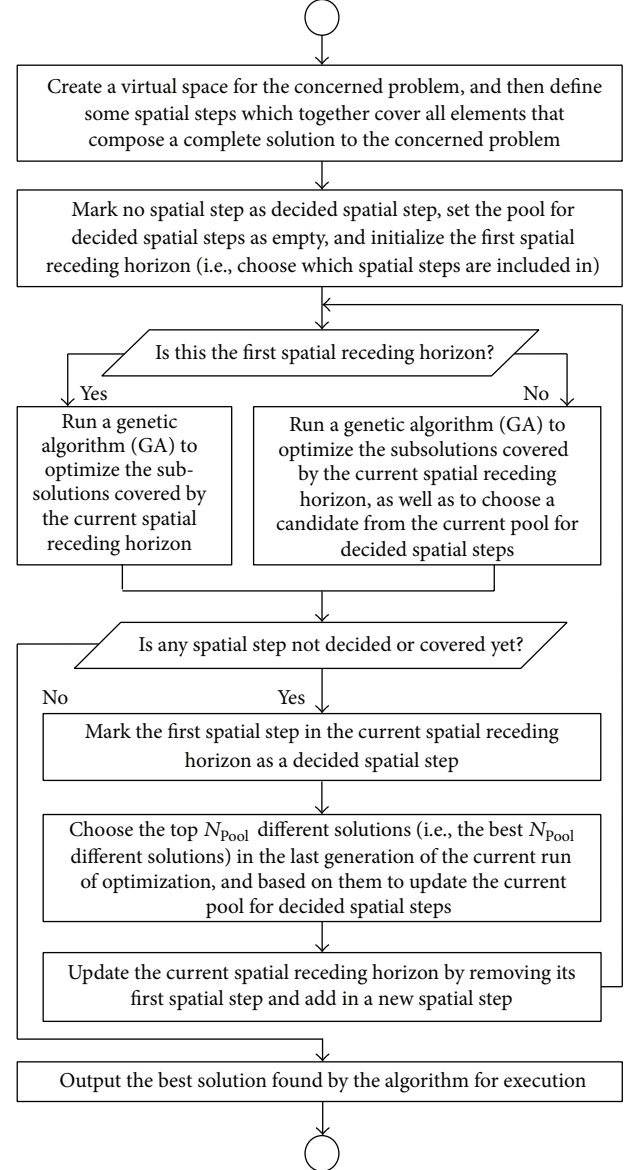 Create a virtual space for the concerned problem, and then define
some spatial steps which together cover all elements that
compose a complete solution to the concerned problem
Mark no spatial step as decided spatial step, set the pool for
decided spatial steps as empty, and initialize the first spatial
receding horizon (i.e., choose which spatial steps are included in)
Is this the first spatial receding horizon?
Yes
No
Run a genetic
algorithm (GA) to
optimize the sub-
solutions covered by
the current spatial
receding horizon
Run a genetic algorithm (GA) to
optimize the subsolutions covered
by the current spatial receding
horizon, as well as to choose a
candidate from the current pool for
decided spatial steps
Is any spatial step not decided or covered yet?
No
Yes
Mark the first spatial step in the current spatial receding
horizon as a decided spatial step
Choose the top N_Pool different solutions (i.e., the best N_Pool
different solutions) in the last generation of the current run
of optimization, and based on them to update the current
pool for decided spatial steps
Update the current spatial receding horizon by removing its
first spatial step and add in a new spatial step
Output the best solution found by the algorithm for execution